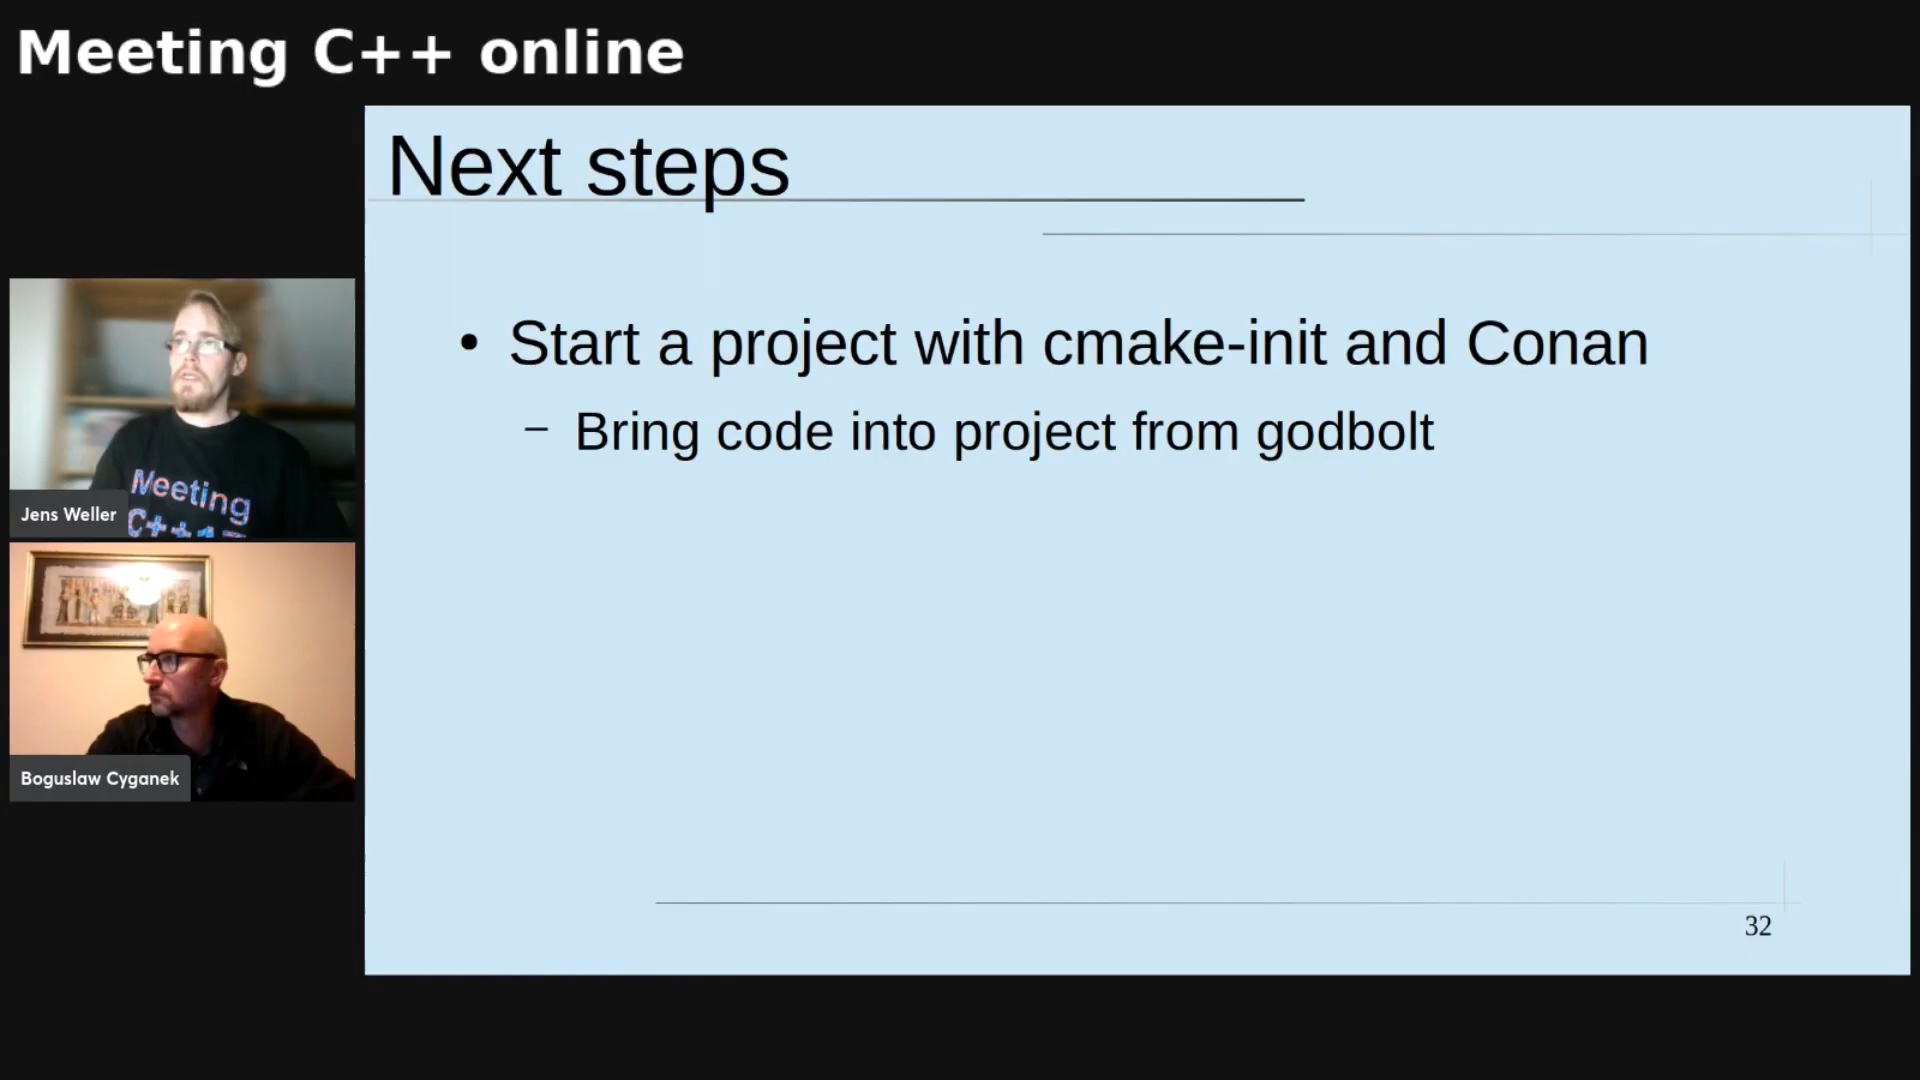 Meeting C++ online
Next steps
• Start a project with cmake-init and Conan
– Bring code into project from godbolt
Meeting
C++
Jens Weller
Boguslaw Cyganek
32